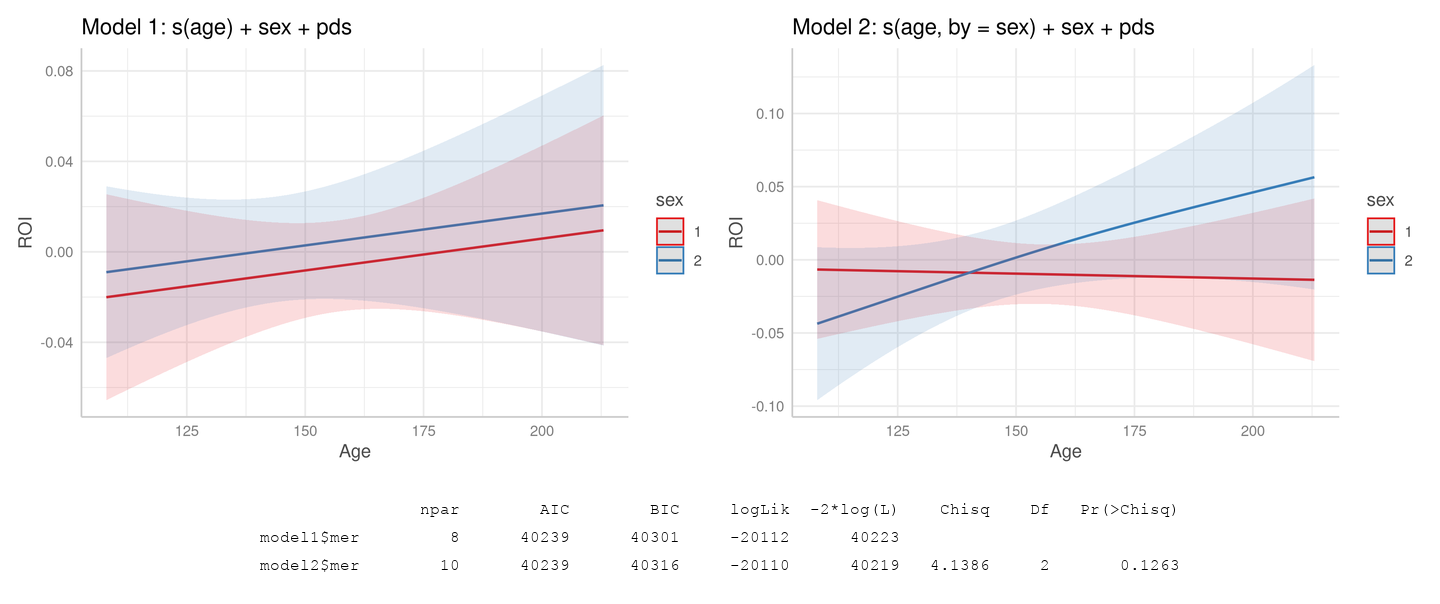 Model 1: s(age) + sex + pds
0.08
0.04
0.00
-0.04
ROI
125 150 175 200
Age
sex
1
2
Model 2: s(age, by = sex) + sex + pds
0.10
0.05
0.00
-0.05
-0.10
ROI
125 150 175 200
Age
sex
1
2
npar AIC BIC logLik -2*log(L) Chisq Df Pr(>Chisq)
model1$mer 8 40239 40301 -20112 40223
model2$mer 10 40239 40316 -20110 40219 4.1386 2 0.1263